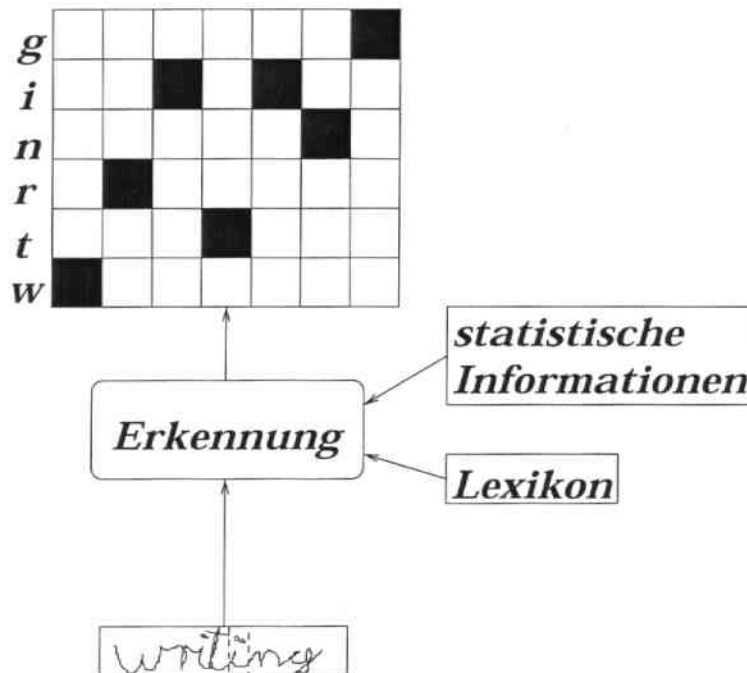 g
i
n
r
t
w
statistische
Informationen
Erkennung
Lexikon
writing